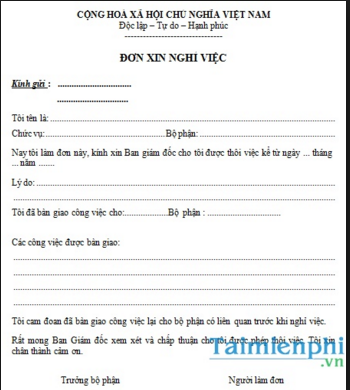 CỘNG HOÀ XÃ HỘI CHỦ NGHĨA VIỆT NAM
Độc lập – Tự do – Hạnh phúc
--------------------------------
ĐƠN XIN NGHỈ VIỆC
Kính gửi : ..................................
................................
Tôi tên là: ....................................................................................................
Chức vụ: .............................................Bộ phận: ..................................
Nay tôi làm đơn này, kính xin Ban giám đốc cho tôi được thôi việc kể từ ngày ... tháng
... năm .......
Lý do: ..........................................................................................................
....................................................................................................................
Tôi đã bàn giao công việc cho:...............Bộ phận : ..............................
Các công việc được bàn giao:
....................................................................................................................
....................................................................................................................
....................................................................................................................
....................................................................................................................
Tôi cam đoan đã bàn giao công việc lại cho bộ phận có liên quan trước khi nghỉ việc.
Rất mong Ban Giám đốc xem xét và chấp thuận cho tôi được phép thôi việc. Tôi xin
chân thành cảm ơn.
Taimienphi
.vn
Trưởng bộ phận Người làm đơn